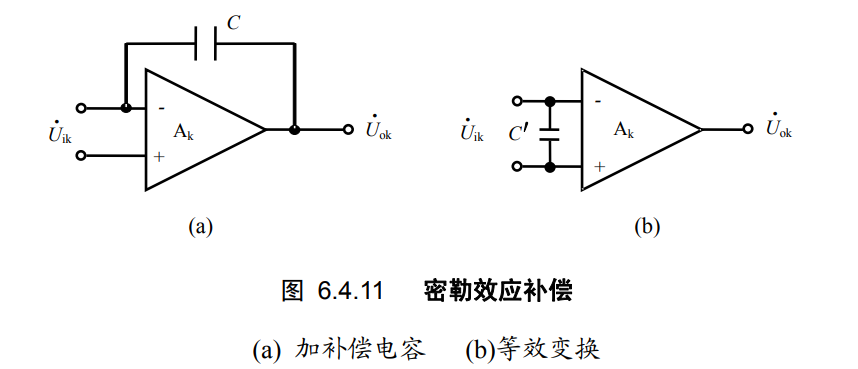 C
U̇ik - + Ak U̇ok
(a)
U̇ik C′ - + Ak U̇ok
(b)
图 6.4.11 密勒效应补偿
(a) 加补偿电容 (b)等效变换